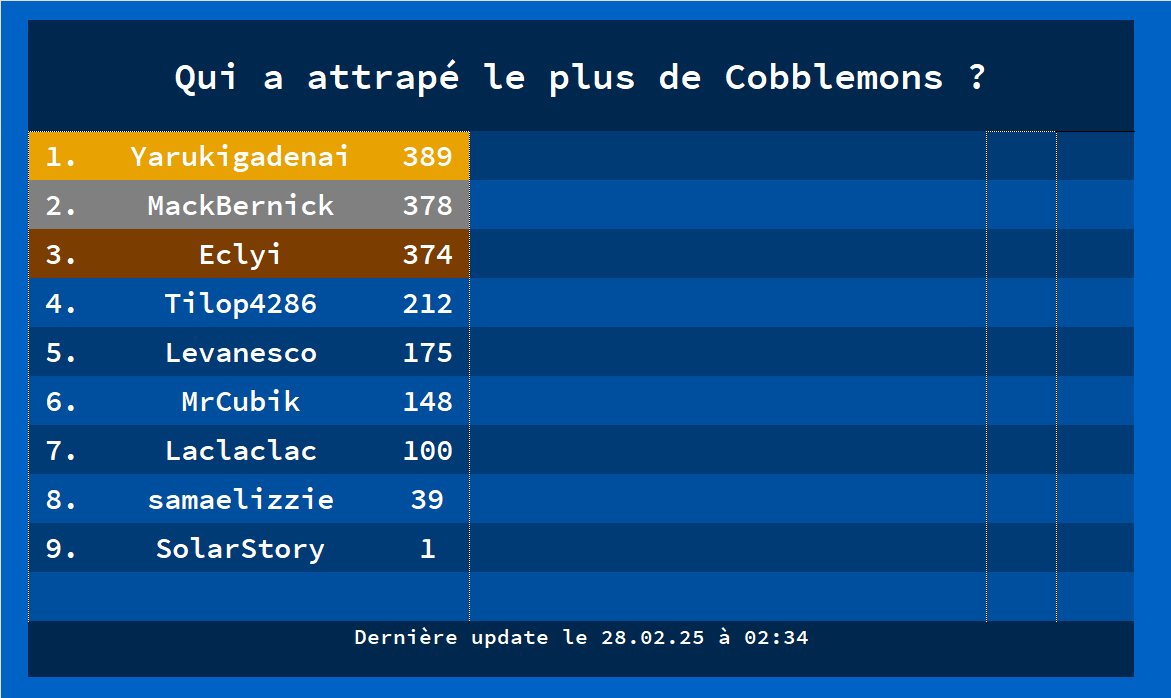 Qui a attrapé le plus de Cobblemons ?
1. Yarukigadenai 389
2. MackBernick 378
3. Eclyi 374
4. Tilop4286 212
5. Levanesco 175
6. MrCubik 148
7. Laclaclac 100
8. samaelizzie 39
9. SolarStory 1
Dernière update le 28.02.25 à 02:34